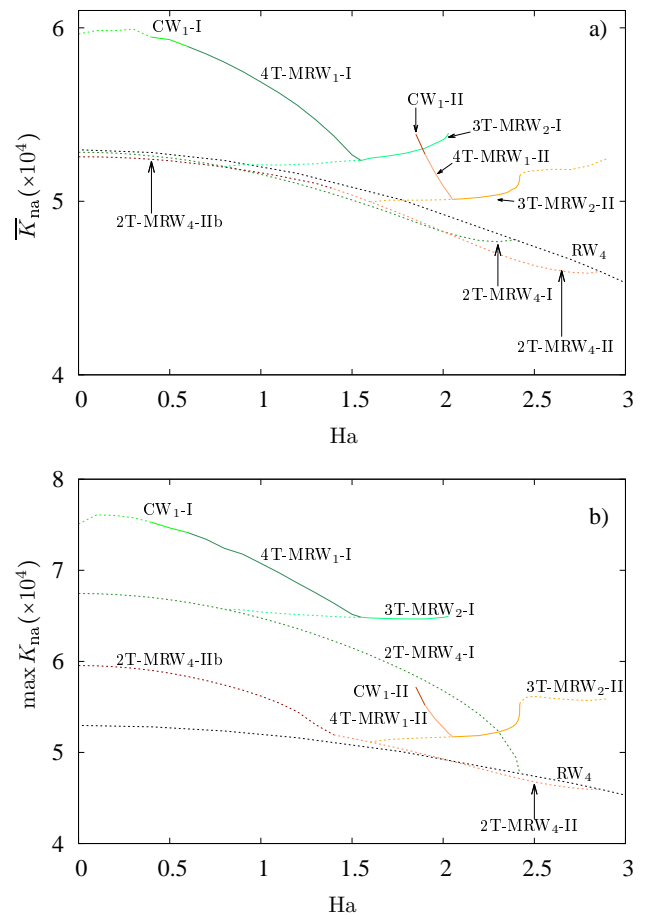 6
CW₁-I
a)
4T-MRW₁-I
CW₁-II
3T-MRW₂-I
4T-MRW₁-II
5
3T-MRW₂-II
2T-MRW₄-IIb
RW₄
2T-MRW₄-I
2T-MRW₄-II
4
K̅na(×10⁴)
0 0.5 1 1.5 2 2.5 3
Ha
8
CW₁-I
b)
4T-MRW₁-I
7
3T-MRW₂-I
2T-MRW₄-I
6
2T-MRW₄-IIb
CW₁-II
3T-MRW₂-II
4T-MRW₁-II
5
RW₄
2T-MRW₄-II
4
max Kna(×10⁴)
0 0.5 1 1.5 2 2.5 3
Ha